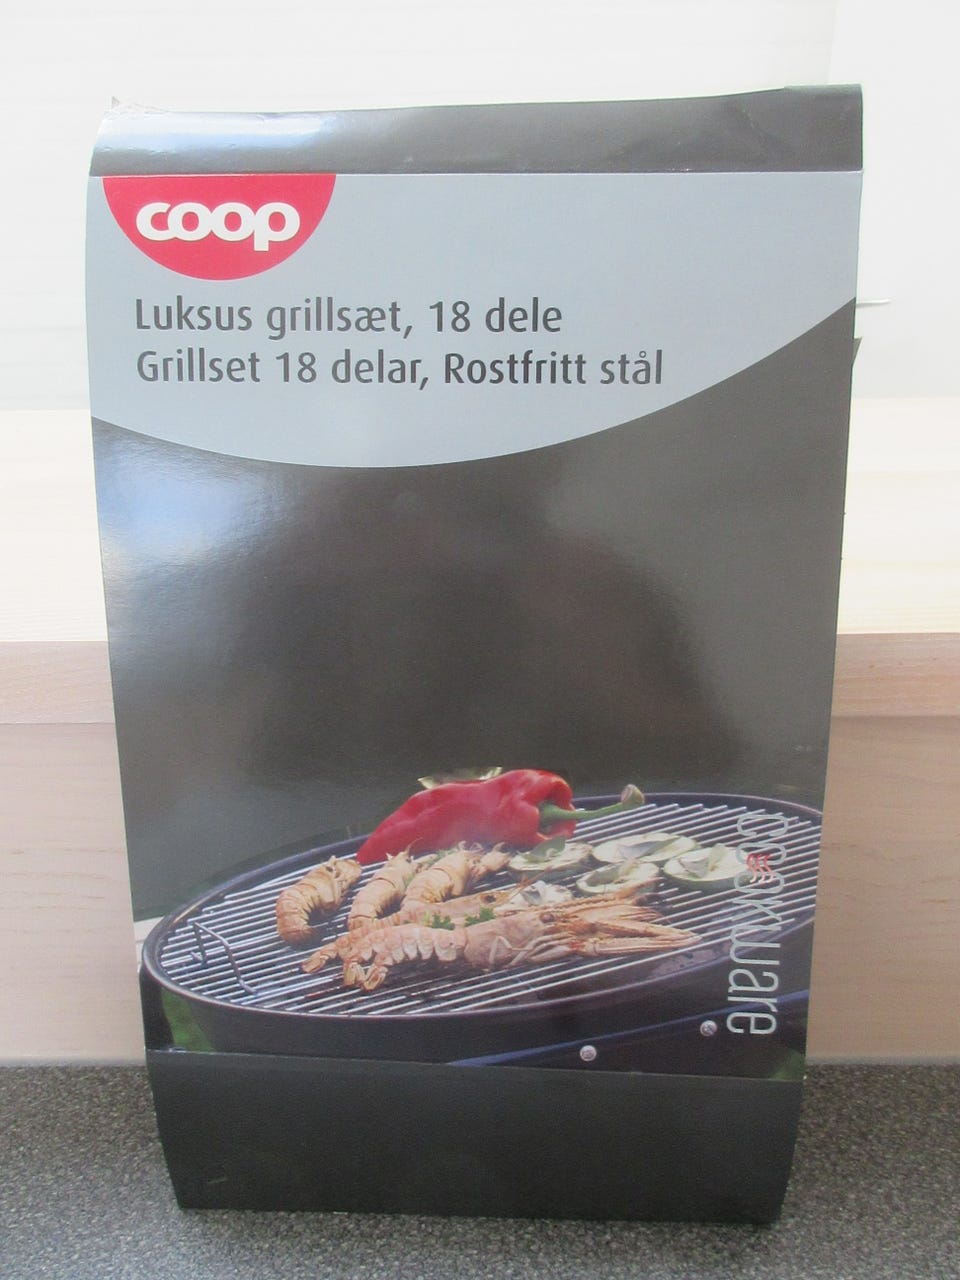 coop
Luksus grillsæt, 18 dele
Grillset 18 delar, Rostfritt stål
cookware